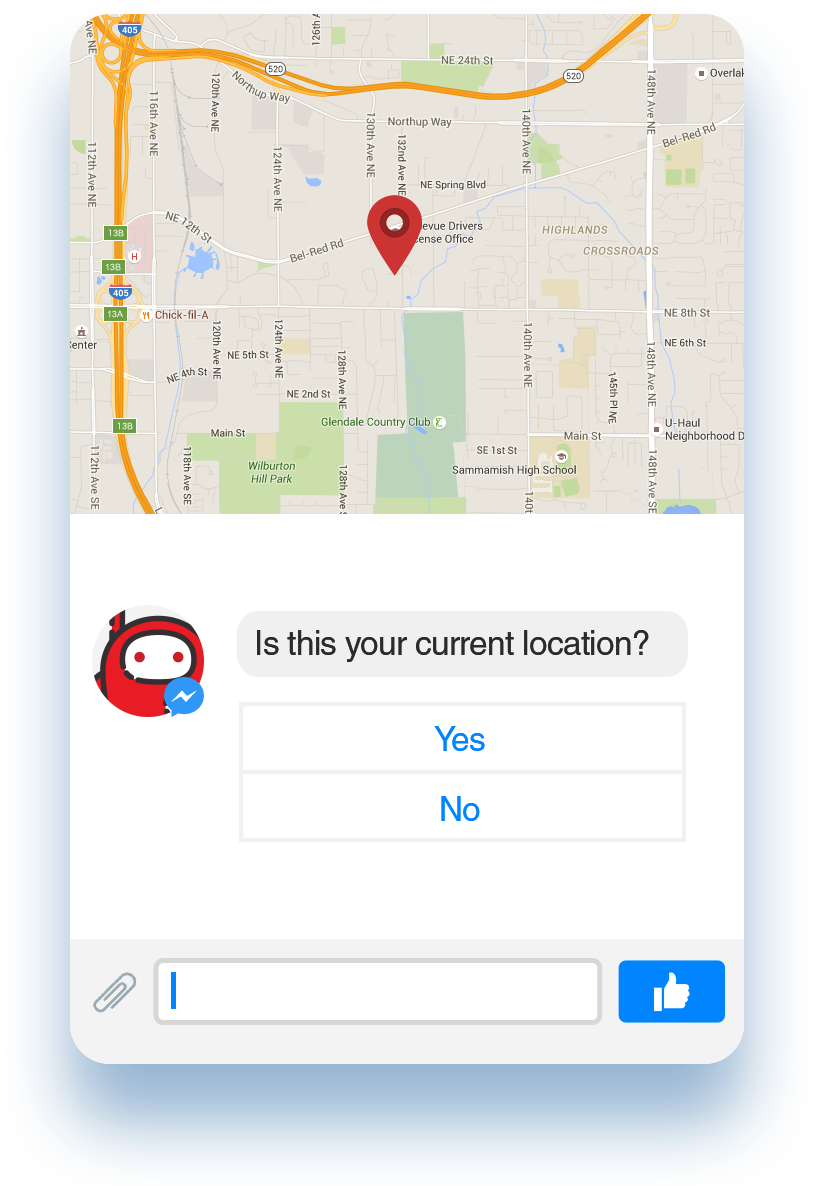 405
126th A
Ave NE
NE 24th St
520
520
Overlak
Northup Way
120th Ave NE
116th Ave NE
148th Ave NE
Northup Way
130th Ave NE
140th Ave NE
Bel-Red Rd
132nd Ave NE
112th Ave NE
124th Ave NE
NE Spring Blvd
NE 12th St
evue Drivers
ense Office
HIGHLANDS
CROSSROADS
13B
H
Bel-Red Rd
13B
405
13A
Chick-fil-A
NE 8th St
enter
120th Ave NE
124th Ave NE
140th Ave NE
148th Ave NE
NE 6th St
NE 5th St
128th Ave NE
NE 4th St
145th Pl NE
NE 2nd St
13B
Glendale Country Club
U-Haul
Neighborhood D
Main St
Main St
SE 1st St
112th Ave SE
118th Ave SE
Wilburton
Hill Park
128th Ave S
Sammamish High School
148th Ave SE
140t
L
Is this your current location?
Yes
No